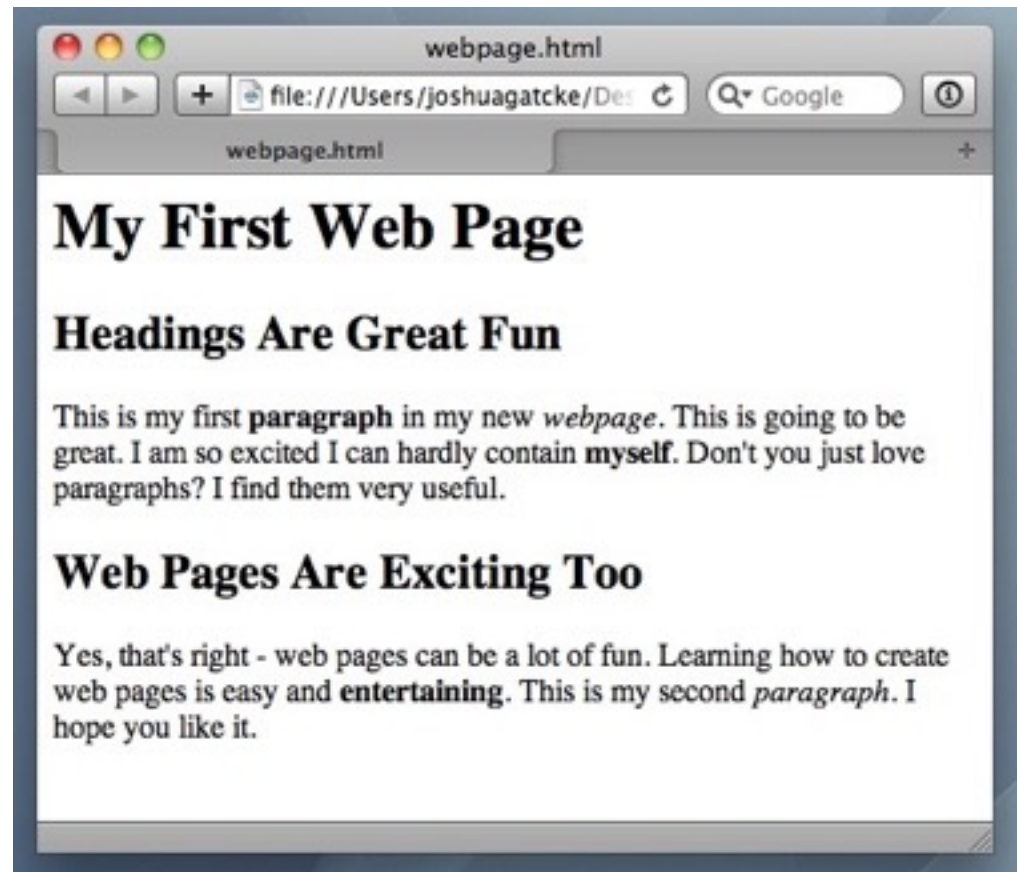 webpage.html
file:///Users/joshuagatcke/Des
Google
webpage.html
My First Web Page
Headings Are Great Fun
This is my first paragraph in my new webpage. This is going to be
great. I am so excited I can hardly contain myself. Don't you just love
paragraphs? I find them very useful.
Web Pages Are Exciting Too
Yes, that's right - web pages can be a lot of fun. Learning how to create
web pages is easy and entertaining. This is my second paragraph. I
hope you like it.